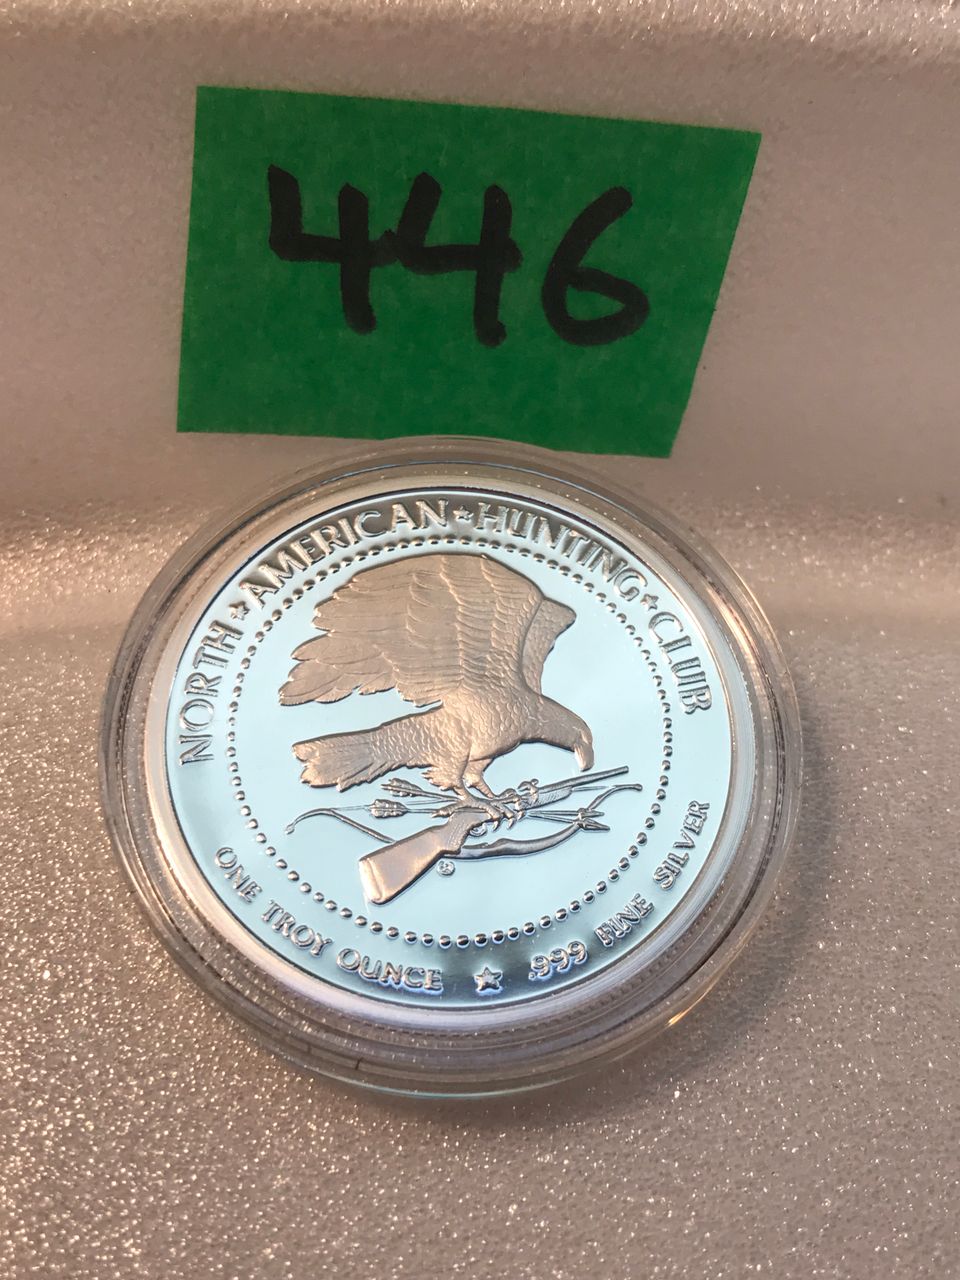 446
NORTH ★ AMERICAN ★ HUNTING ★ CLUB
ONE TROY OUNCE ★ .999 FINE SILVER